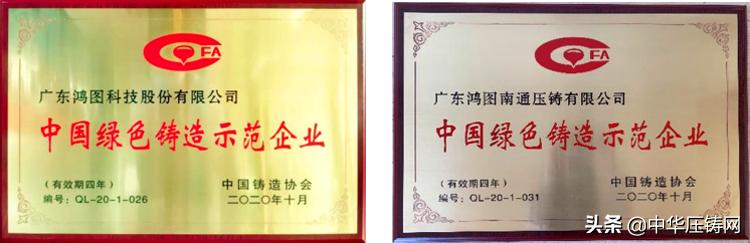 CFA
广东鸿图科技股份有限公司
中国绿色铸造示范企业
(有效期四年)
编号：QL-20-1-026
中国铸造协会
二〇二〇年十月
CFA
广东鸿图南通压铸有限公司
中国绿色铸造示范企业
(有效期四年)
编号：QL-20-1-031
中国铸造协会
二〇二〇年十月
头条 @中华压铸网